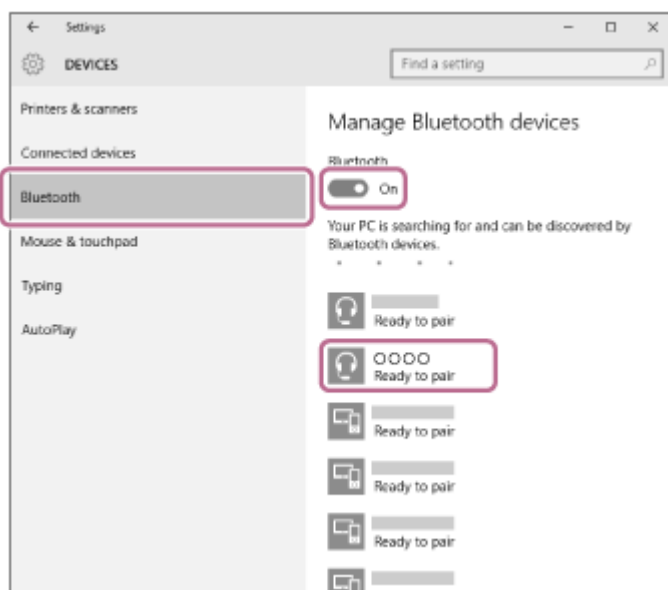 Settings
DEVICES
Find a setting
Printers & scanners
Connected devices
Bluetooth
Mouse & touchpad
Typing
AutoPlay
Manage Bluetooth devices
Bluetooth
On
Your PC is searching for and can be discovered by
Bluetooth devices.
Ready to pair
OOOO
Ready to pair
Ready to pair
Ready to pair
Ready to pair